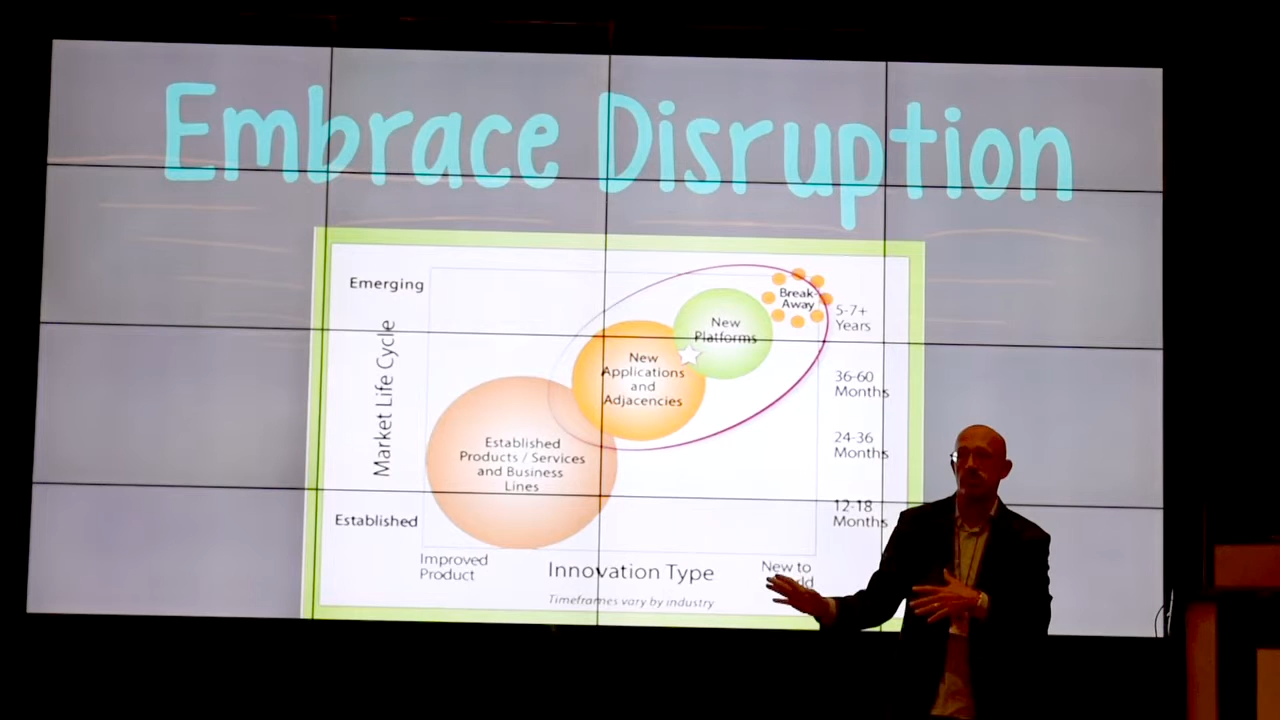 Embrace Disruption
Emerging
Break-
Away
5-7+
Years
New
Platforms
New
Applications
and
Adjacencies
36-60
Months
Market Life Cycle
24-36
Months
Established
Products / Services
and Business
Lines
12-18
Months
Established
Improved
Product
Innovation Type
New to
Timeframes vary by industry